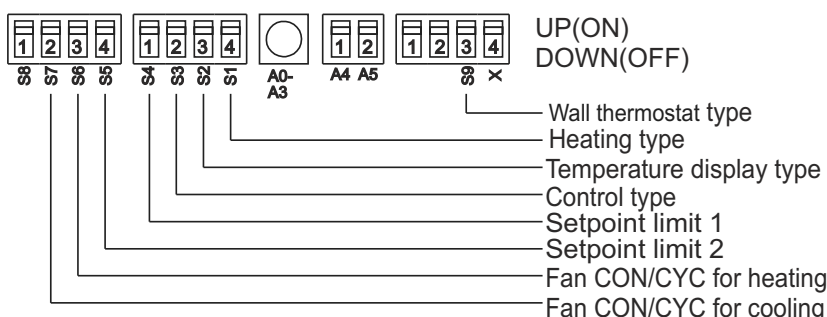 1 2 3 4 1 2 3 4 1 2 1 2 3 4 UP(ON)
DOWN(OFF)
S8 S7 S6 S5 S4 S3 S2 S1 A0- A4 A5 S9 X
A3
Wall thermostat type
Heating type
Temperature display type
Control type
Setpoint limit 1
Setpoint limit 2
Fan CON/CYC for heating
Fan CON/CYC for cooling